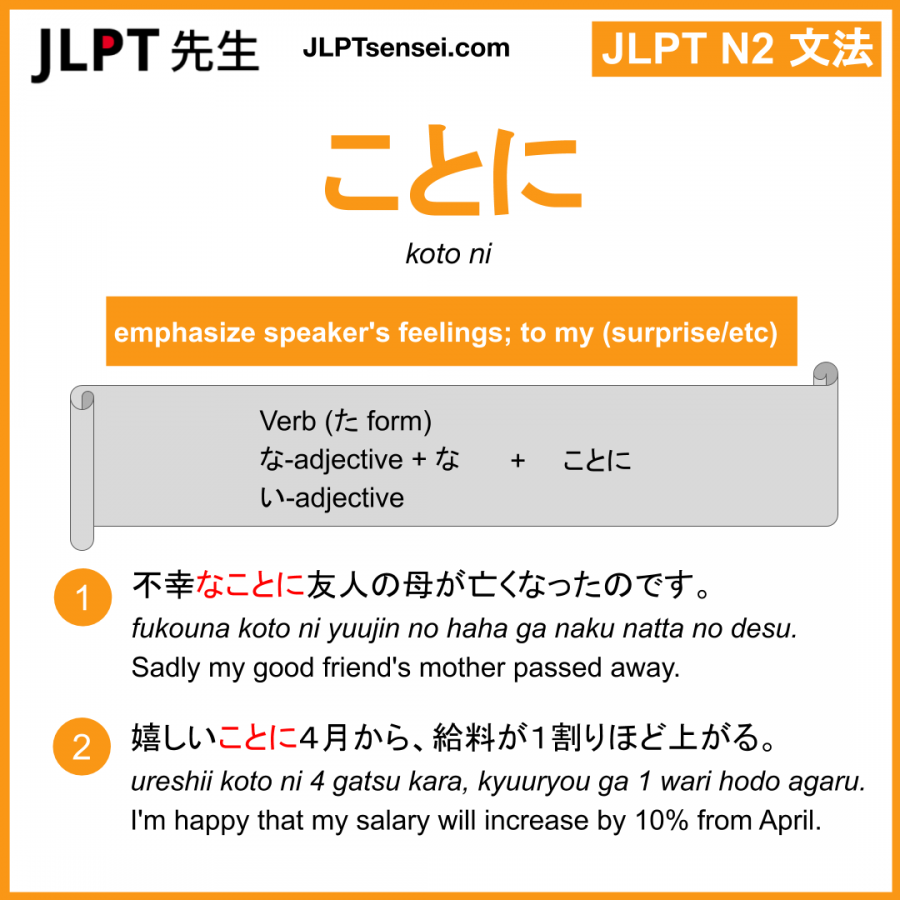 JLPT 先生
JLPTsensei.com
JLPT N2 文法
ことに
koto ni
emphasize speaker's feelings; to my (surprise/etc)
Verb (た form)
な-adjective + な + ことに
い-adjective
1 不幸なことに友人の母が亡くなったのです。
fukouna koto ni yuujin no haha ga naku natta no desu.
Sadly my good friend's mother passed away.
2 嬉しいことに４月から、給料が１割りほど上がる。
ureshii koto ni 4 gatsu kara, kyuuryou ga 1 wari hodo agaru.
I'm happy that my salary will increase by 10% from April.